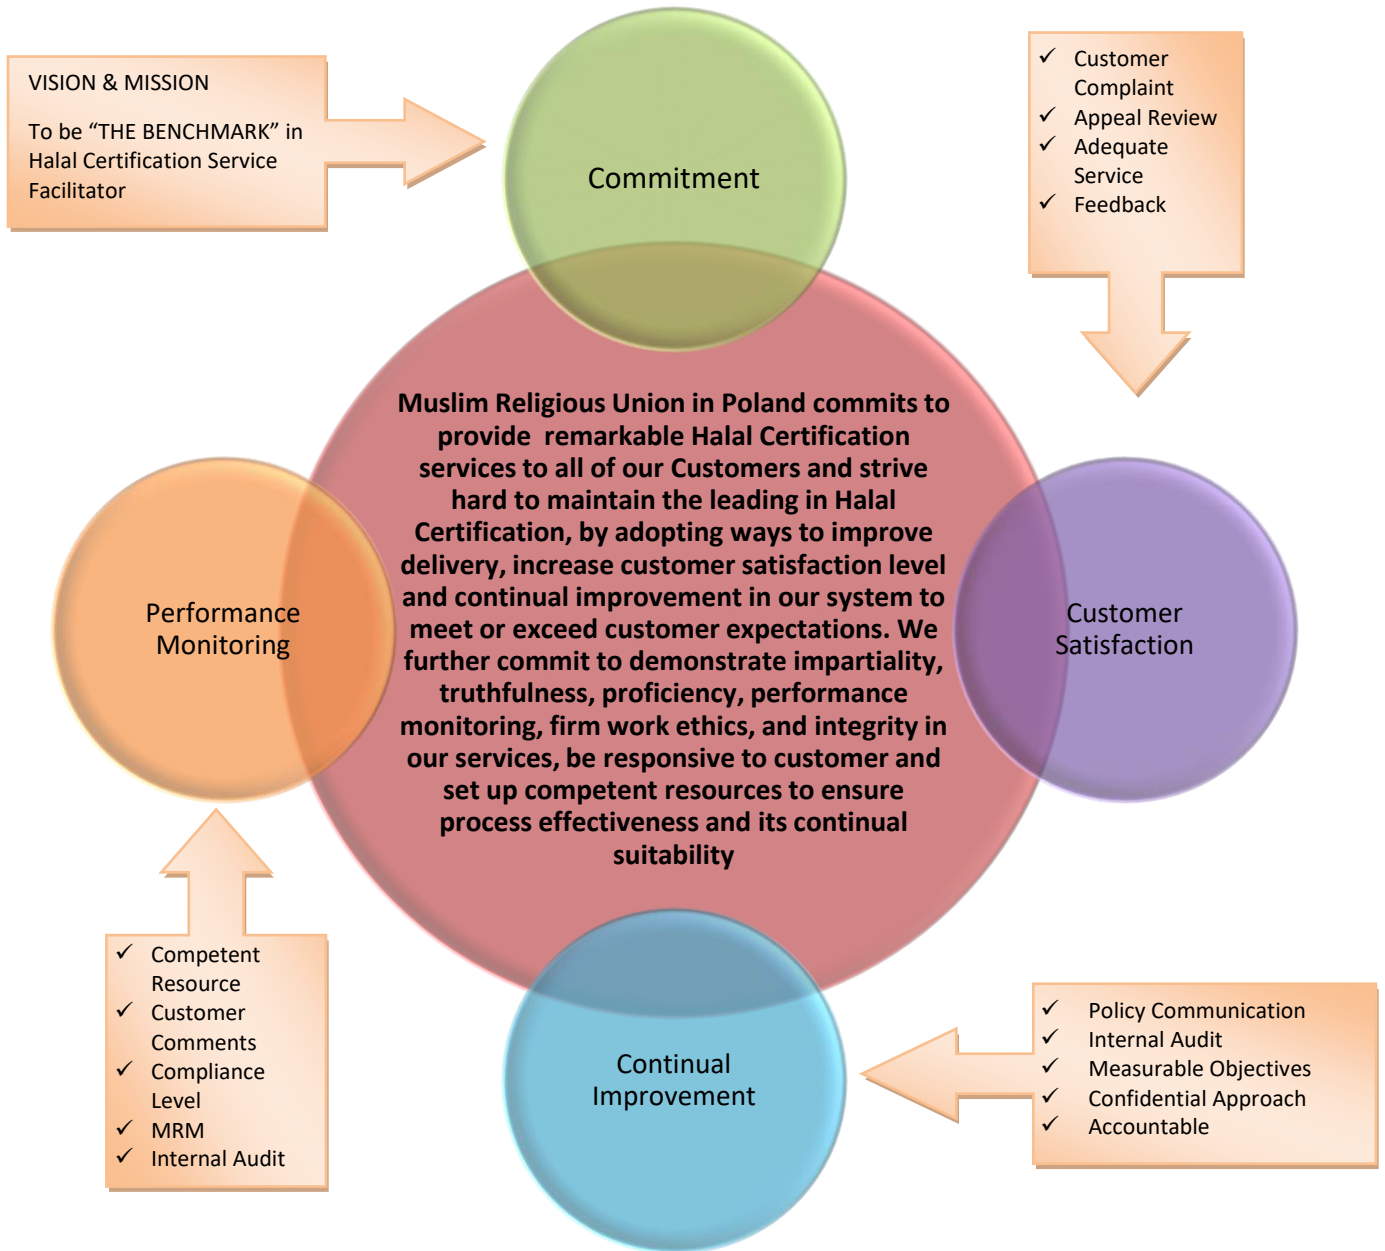 VISION & MISSION
To be “THE BENCHMARK” in
Halal Certification Service
Facilitator
Commitment
✓ Customer
Complaint
✓ Appeal Review
✓ Adequate
Service
✓ Feedback
Muslim Religious Union in Poland commits to
provide  remarkable Halal Certification
services to all of our Customers and strive
hard to maintain the leading in Halal
Certification, by adopting ways to improve
delivery, increase customer satisfaction level
and continual improvement in our system to
meet or exceed customer expectations. We
further commit to demonstrate impartiality,
truthfulness, proficiency, performance
monitoring, firm work ethics, and integrity in
our services, be responsive to customer and
set up competent resources to ensure
process effectiveness and its continual
suitability
Performance
Monitoring
Customer
Satisfaction
✓ Competent
Resource
✓ Customer
Comments
✓ Compliance
Level
✓ MRM
✓ Internal Audit
Continual
Improvement
✓ Policy Communication
✓ Internal Audit
✓ Measurable Objectives
✓ Confidential Approach
✓ Accountable